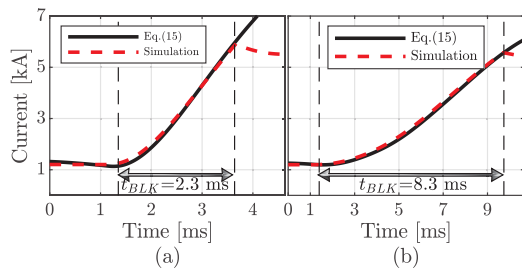 7
5
3
1
Current [kA]
Eq.(15)
Simulation
t_BLK=2.3 ms
0 1 2 3 4
Time [ms]
(a)
Eq.(15)
Simulation
t_BLK=8.3 ms
0 1 3 5 7 9
Time [ms]
(b)